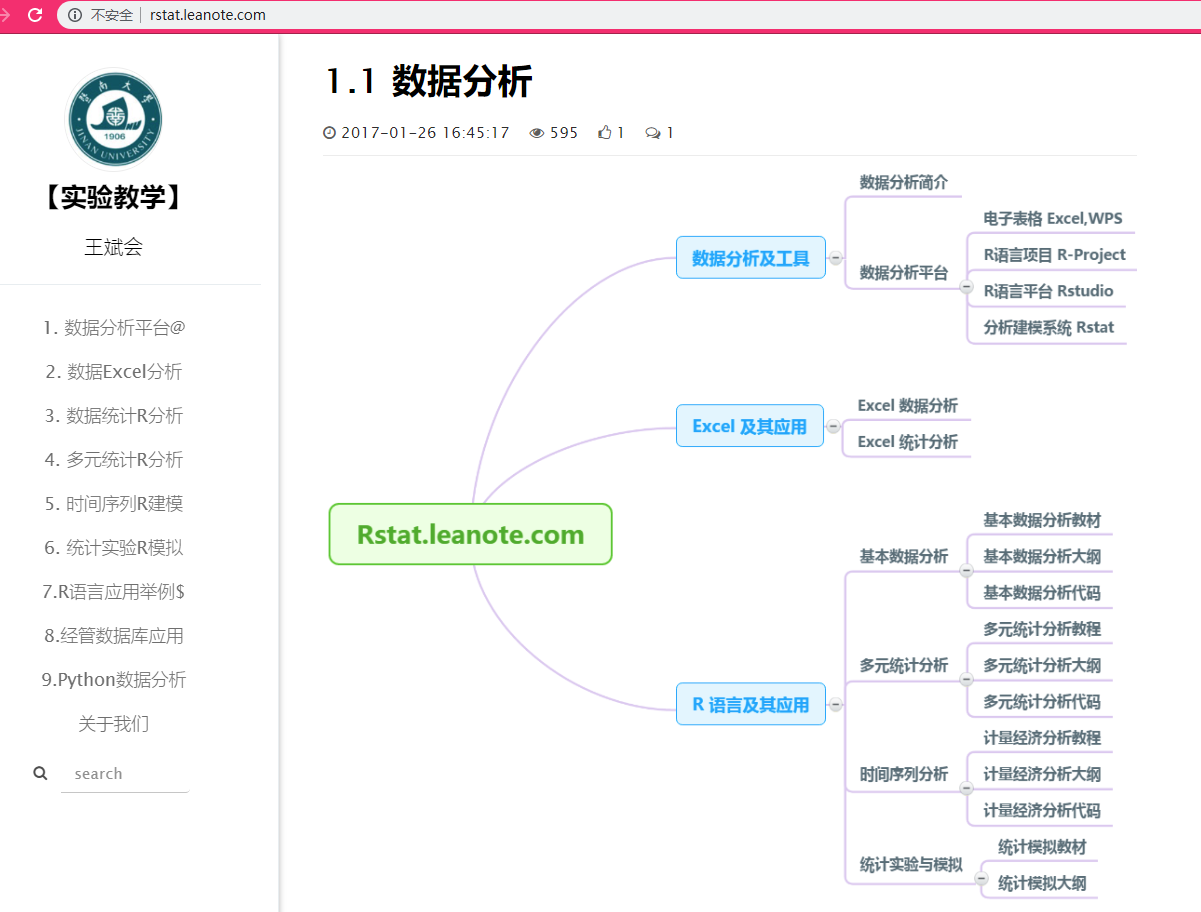 不安全 rstat.leanote.com
暨南大学
1906
JINAN UNIVERSITY
【实验教学】
王斌会
1. 数据分析平台@
2. 数据Excel分析
3. 数据统计R分析
4. 多元统计R分析
5. 时间序列R建模
6. 统计实验R模拟
7.R语言应用举例$
8.经管数据库应用
9.Python数据分析
关于我们
search
1.1 数据分析
2017-01-26 16:45:17 595 1 1
Rstat.leanote.com
数据分析及工具
数据分析简介
数据分析平台
电子表格 Excel,WPS
R语言项目 R-Project
R语言平台 Rstudio
分析建模系统 Rstat
Excel 及其应用
Excel 数据分析
Excel 统计分析
R 语言及其应用
基本数据分析
基本数据分析教材
基本数据分析大纲
基本数据分析代码
多元统计分析
多元统计分析教程
多元统计分析大纲
多元统计分析代码
时间序列分析
计量经济分析教程
计量经济分析大纲
计量经济分析代码
统计实验与模拟
统计模拟教材
统计模拟大纲